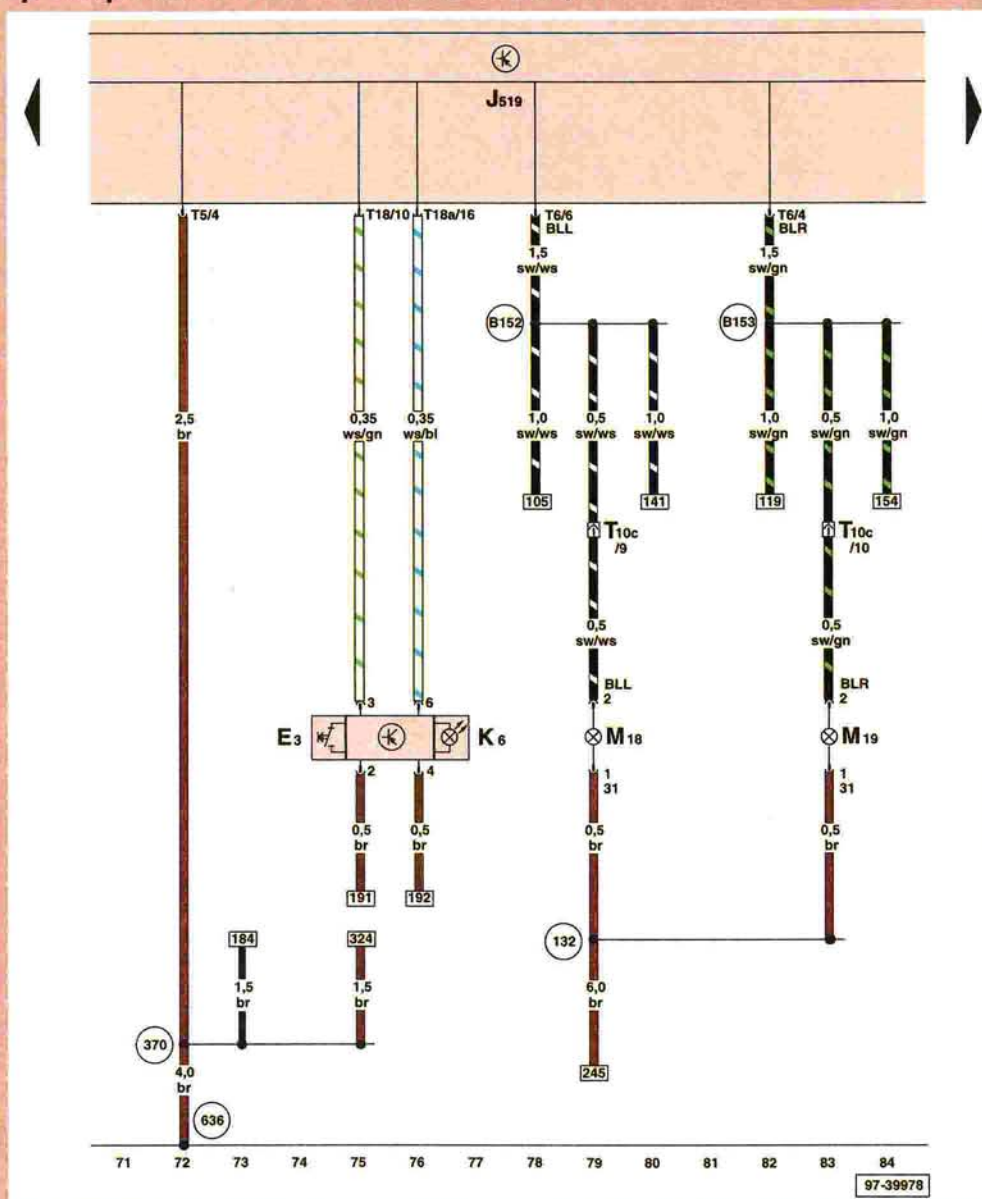 J519
T5/4 T18/10 T18a/16 T6/6 T6/4
BLL BLR
1,5 1,5
sw/ws sw/gn
B152 B153
2,5 0,35 0,35 1,0 0,5 1,0 1,0 0,5 1,0
br ws/gn ws/bl sw/ws sw/ws sw/ws sw/gn sw/gn sw/gn
105 141 119 154
T10c T10c
/9 /10
0,5 0,5
sw/ws sw/gn
BLL BLR
3 6 2 2
E3 K6 M18 M19
2 4 1 1
31 31
0,5 0,5 0,5 0,5
br br br br
191 192
184 324 132
1,5 1,5 6,0
br br br
370
4,0 245
br
636
71 72 73 74 75 76 77 78 79 80 81 82 83 84
97-39978